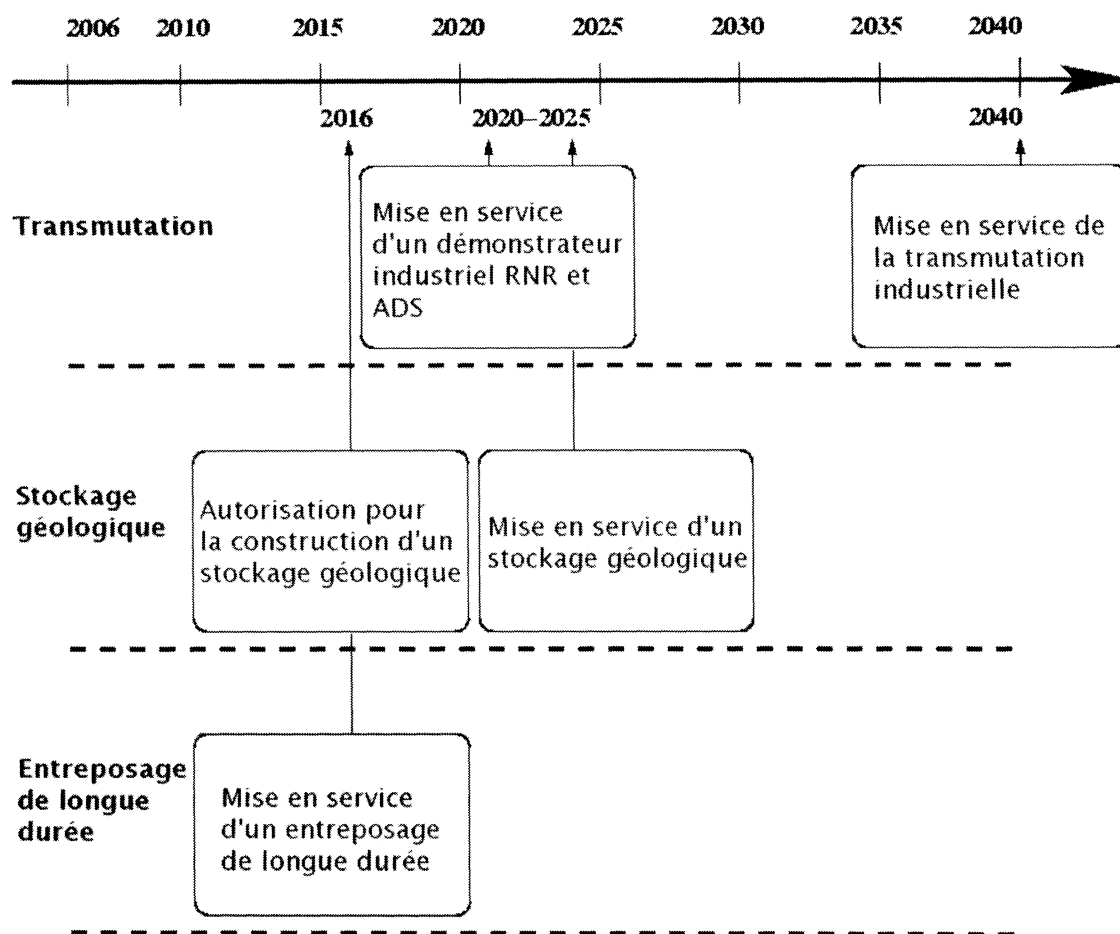 2006 2010 2015 2020 2025 2030 2035 2040
2016 2020–2025 2040
Transmutation
Mise en service
d'un démonstrateur
industriel RNR et
ADS
Mise en service de
la transmutation
industrielle
Stockage
géologique
Autorisation pour
la construction d'un
stockage géologique
Mise en service d'un
stockage géologique
Entreposage
de longue
durée
Mise en service
d'un entreposage
de longue durée